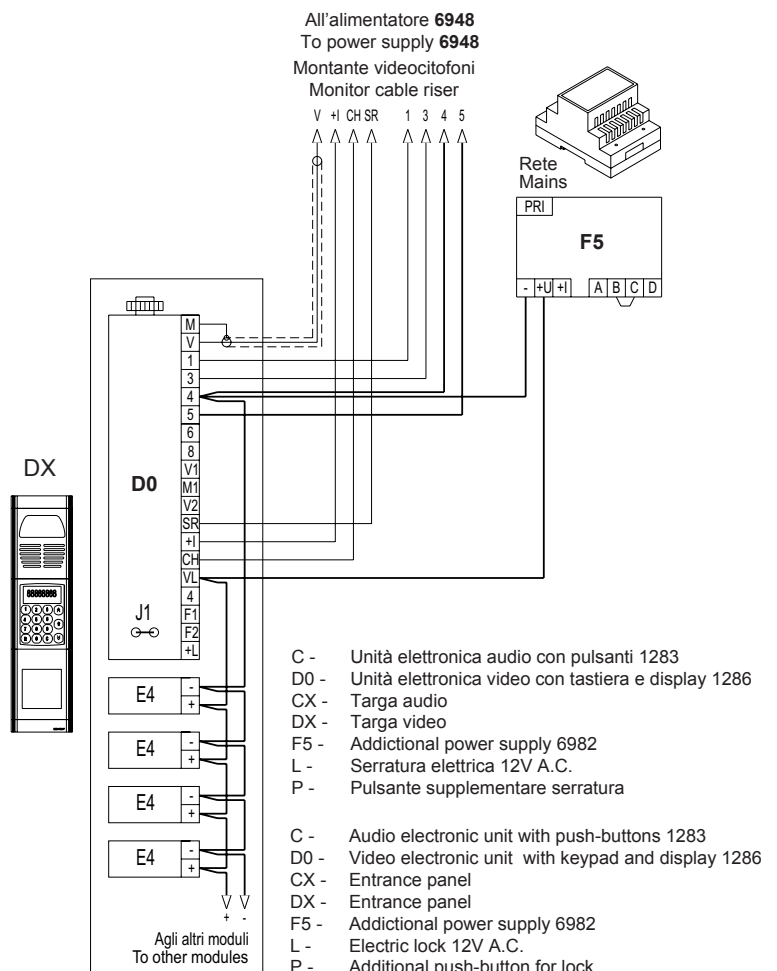 All'alimentatore 6948
To power supply 6948
Montante videocitofoni
Monitor cable riser
V +I CH SR 1 3 4 5
Rete
Mains
PRI
F5
- +U +I A B C D
M
V
1
3
4
5
6
8
V1
M1
V2
SR
+I
CH
VL
4
F1
F2
+L
D0
J1
DX
88888888
E4 - +
E4 - +
E4 - +
E4 - +
+ -
Agli altri moduli
To other modules
C - Unità elettronica audio con pulsanti 1283
D0 - Unità elettronica video con tastiera e display 1286
CX - Targa audio
DX - Targa video
F5 - Addictional power supply 6982
L - Serratura elettrica 12V A.C.
P - Pulsante supplementare serratura
C - Audio electronic unit with push-buttons 1283
D0 - Video electronic unit with keypad and display 1286
CX - Entrance panel
DX - Entrance panel
F5 - Addictional power supply 6982
L - Electric lock 12V A.C.
P - Additional push-button for lock